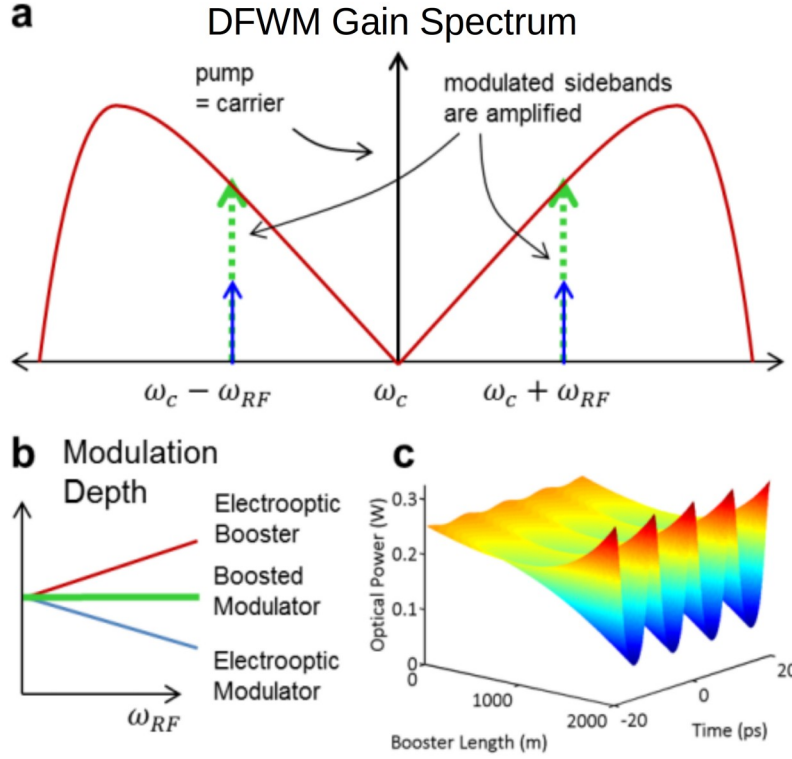 a
DFWM Gain Spectrum
pump
= carrier
modulated sidebands
are amplified
ω_c − ω_RF
ω_c
ω_c + ω_RF
b
Modulation
Depth
Electrooptic
Booster
Boosted
Modulator
Electrooptic
Modulator
ω_RF
c
Optical Power (W)
0.3
0.2
0.1
0
0
1000
2000
Booster Length (m)
-20
0
20
Time (ps)